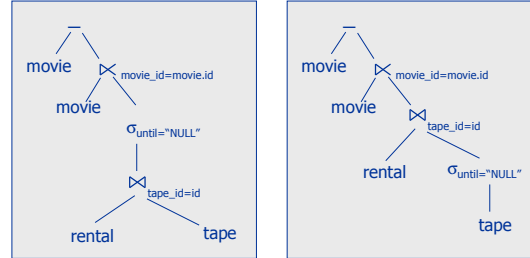 −
movie
⋉ movie_id=movie.id
movie
σuntil=“NULL”
⋈ tape_id=id
rental
tape
−
movie
⋉ movie_id=movie.id
movie
⋈ tape_id=id
rental
σuntil=“NULL”
tape